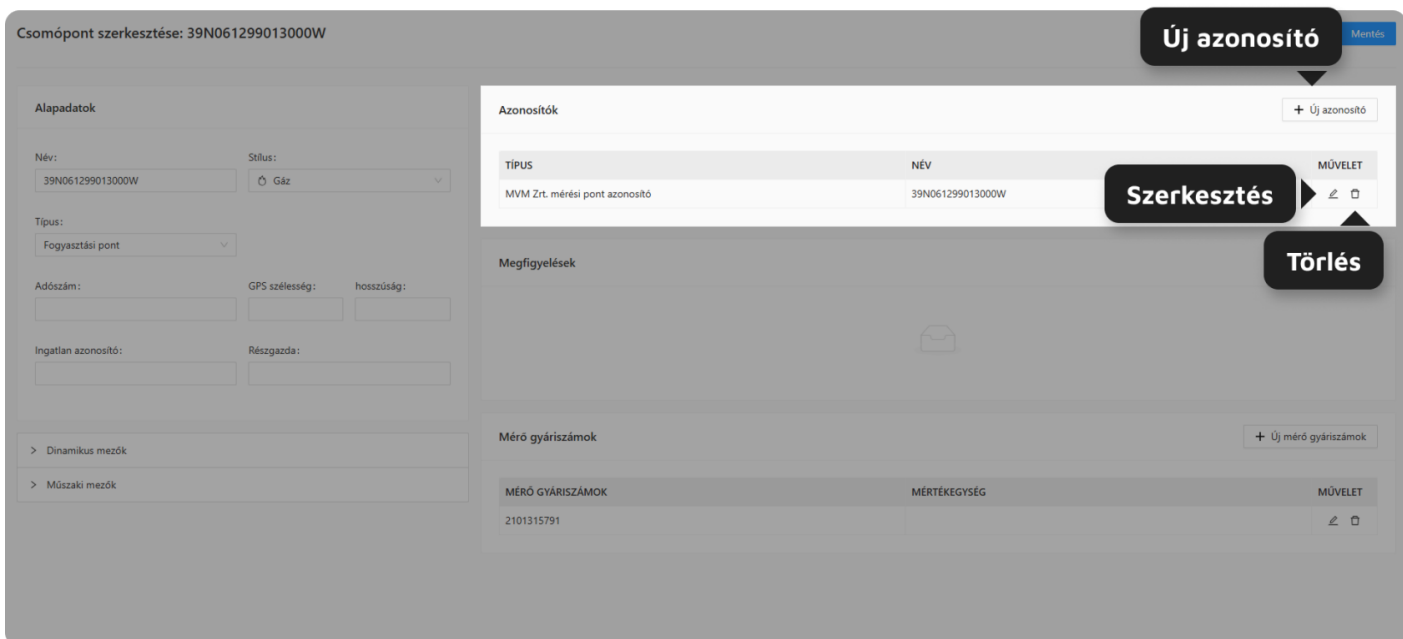 Csomópont szerkesztése: 39N061299013000W
Új azonosító
Mentés
Alapadatok
Név:
Stílus:
39N061299013000W
Gáz
Típus:
Fogyasztási pont
Adószám:
GPS szélesség:
hosszúság:
Ingatlan azonosító:
Részgazda:
> Dinamikus mezők
> Műszaki mezők
Azonosítók
+ Új azonosító
TÍPUS
NÉV
MŰVELET
MVM Zrt. mérési pont azonosító
39N061299013000W
Szerkesztés
Törlés
Megfigyelések
Mérő gyáriszámok
+ Új mérő gyáriszámok
MÉRŐ GYÁRISZÁMOK
MÉRTÉKEGYSÉG
MŰVELET
2101315791